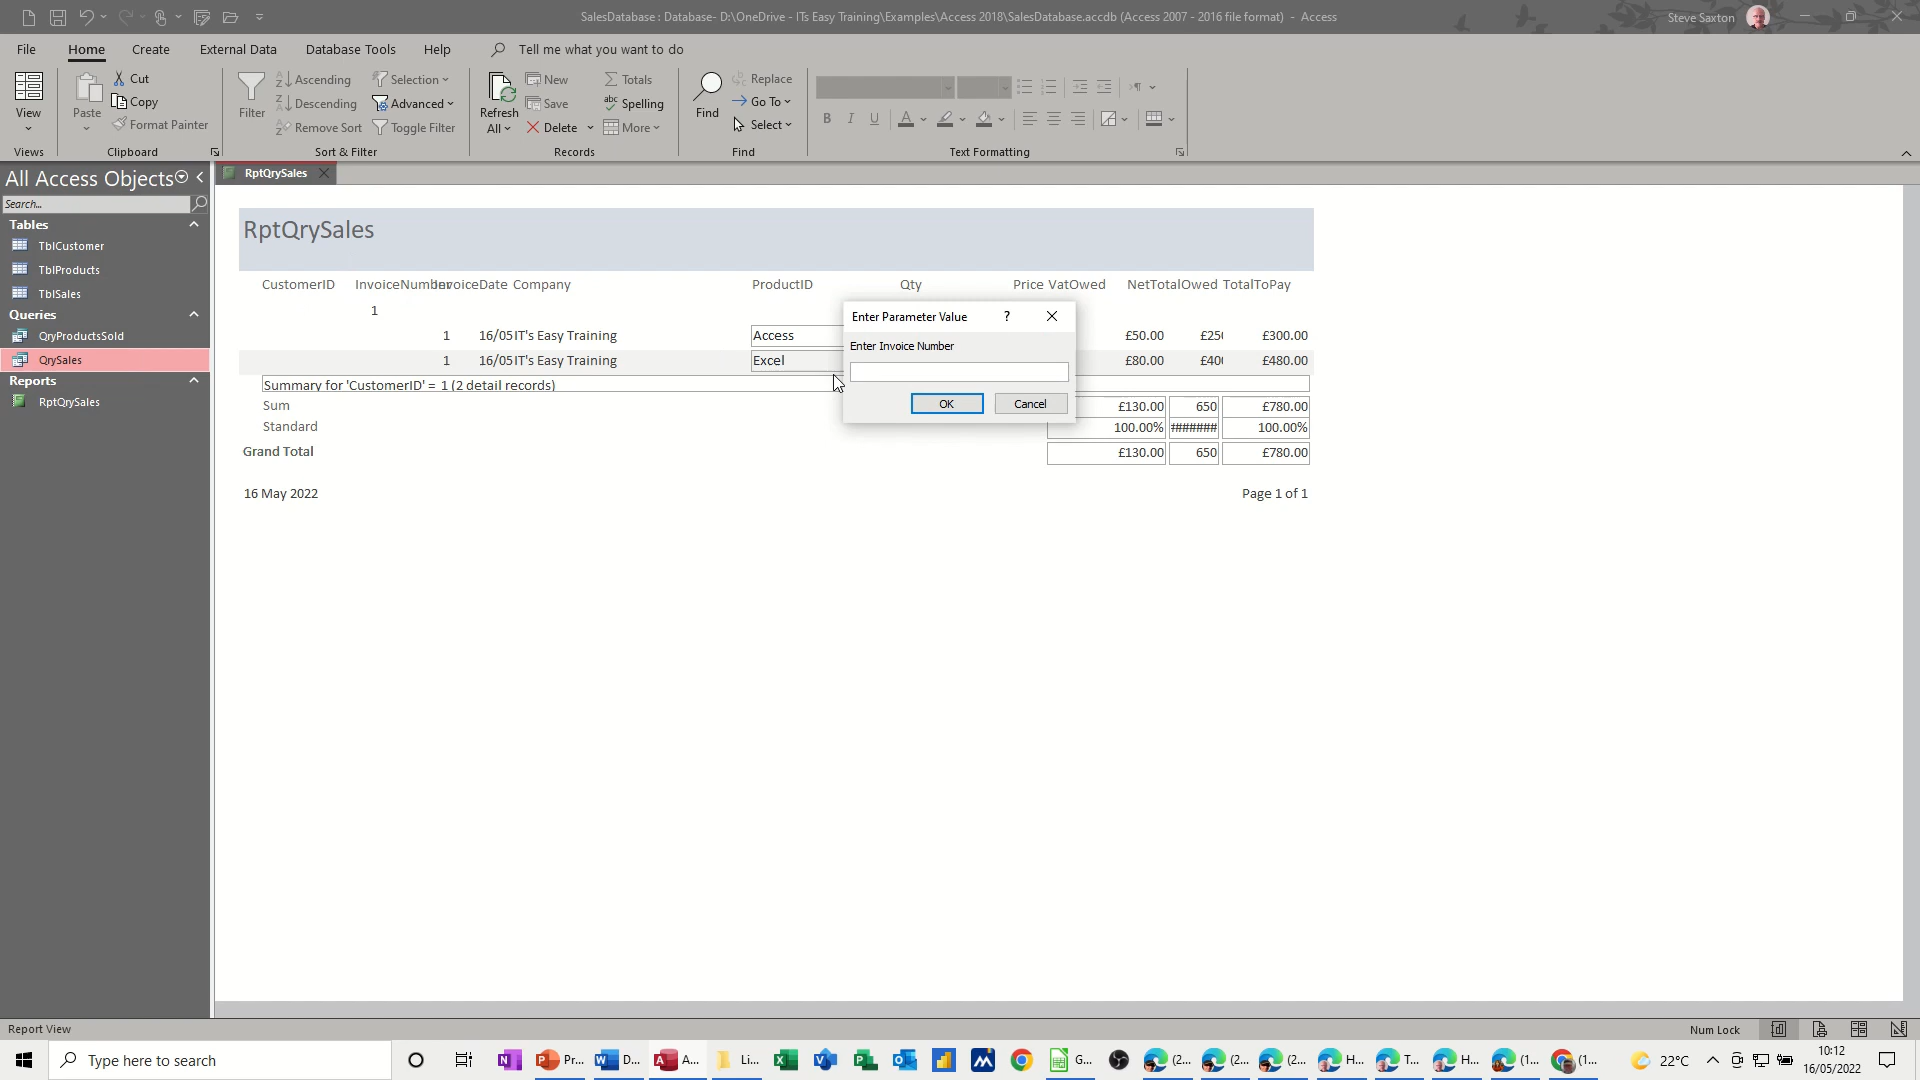 SalesDatabase : Database- D:\OneDrive - ITs Easy Training\Examples\Access 2018\SalesDatabase.accdb (Access 2007 - 2016 file format) - Access
Steve Saxton
File Home Create External Data Database Tools Help Tell me what you want to do
View
Views
Paste
Cut
Copy
Format Painter
Clipboard
Filter
Ascending
Descending
Remove Sort
Selection
Advanced
Toggle Filter
Sort & Filter
Refresh
All
New
Save
Delete
Totals
Spelling
More
Records
Find
Replace
Go To
Select
Find
B I U A
Text Formatting
All Access Objects
Search...
Tables
TblCustomer
TblProducts
TblSales
Queries
QryProductsSold
QrySales
Reports
RptQrySales
RptQrySales
RptQrySales
CustomerID InvoiceNumber InvoiceDate Company ProductID Qty Price VatOwed NetTotalOwed TotalToPay
1
1 16/05 IT's Easy Training Access £50.00 £25 £300.00
1 16/05 IT's Easy Training Excel £80.00 £40 £480.00
Summary for 'CustomerID' = 1 (2 detail records)
Sum £130.00 650 £780.00
Standard 100.00% ####### 100.00%
Grand Total £130.00 650 £780.00
16 May 2022 Page 1 of 1
Enter Parameter Value ?
Enter Invoice Number
OK Cancel
Report View Num Lock
Type here to search
Pr...
D...
A...
Li...
G...
(2...
(2...
(2...
H...
T...
H...
(1...
(1...
22°C
10:12
16/05/2022